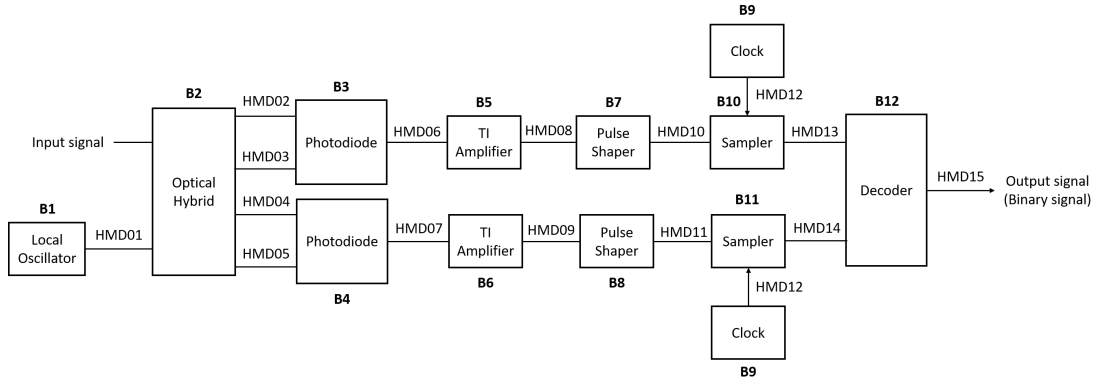 B9
Clock
HMD12
B2
B3
B5
B7
B10
B12
HMD02
HMD06
HMD08
HMD10
HMD13
Input signal
Photodiode
TI
Amplifier
Pulse
Shaper
Sampler
HMD03
Optical
Hybrid
Decoder
HMD15
Output signal
(Binary signal)
B1
HMD04
B11
Local
Oscillator
HMD01
Photodiode
HMD07
TI
Amplifier
HMD09
Pulse
Shaper
HMD11
Sampler
HMD14
HMD05
B4
B6
B8
HMD12
Clock
B9